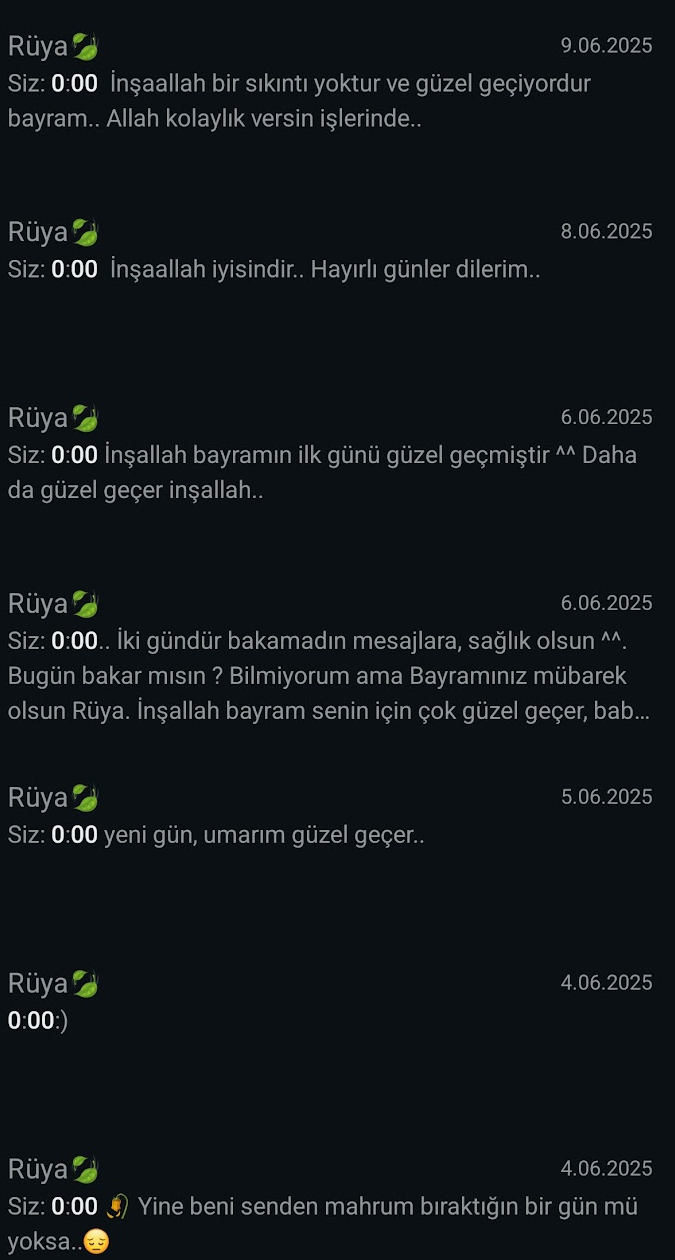 Rüya🍃 9.06.2025
Siz: 0:00 İnşaallah bir sıkıntı yoktur ve güzel geçiyordur
bayram.. Allah kolaylık versin işlerinde..
Rüya🍃 8.06.2025
Siz: 0:00 İnşaallah iyisindir.. Hayırlı günler dilerim..
Rüya🍃 6.06.2025
Siz: 0:00 İnşallah bayramın ilk günü güzel geçmiştir ^^ Daha
da güzel geçer inşallah..
Rüya🍃 6.06.2025
Siz: 0:00.. İki gündür bakamadın mesajlara, sağlık olsun ^^.
Bugün bakar mısın ? Bilmiyorum ama Bayramınız mübarek
olsun Rüya. İnşallah bayram senin için çok güzel geçer, bab...
Rüya🍃 5.06.2025
Siz: 0:00 yeni gün, umarım güzel geçer..
Rüya🍃 4.06.2025
0:00:)
Rüya🍃 4.06.2025
Siz: 0:00 🥀 Yine beni senden mahrum bıraktığın bir gün mü
yoksa..😔